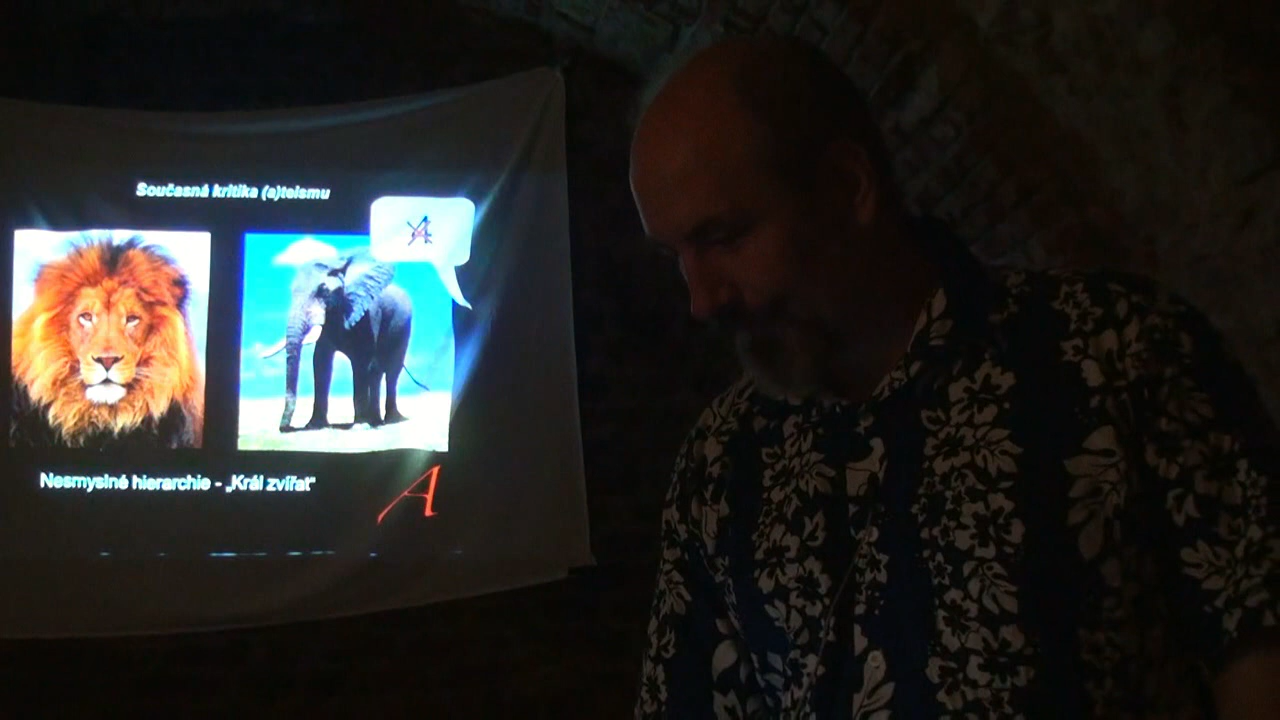 Současná kritika (a)teismu
A
Nesmyslné hierarchie - „Král zvířat“
A